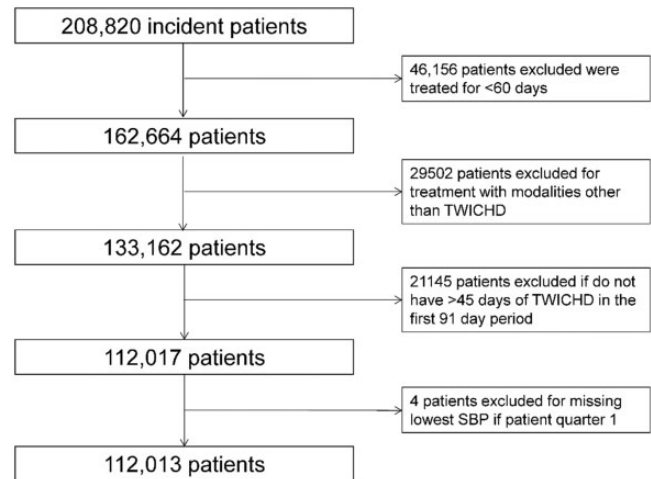 208,820 incident patients
46,156 patients excluded were
treated for <60 days
162,664 patients
29502 patients excluded for
treatment with modalities other
than TWICHD
133,162 patients
21145 patients excluded if do not
have >45 days of TWICHD in the
first 91 day period
112,017 patients
4 patients excluded for missing
lowest SBP if patient quarter 1
112,013 patients